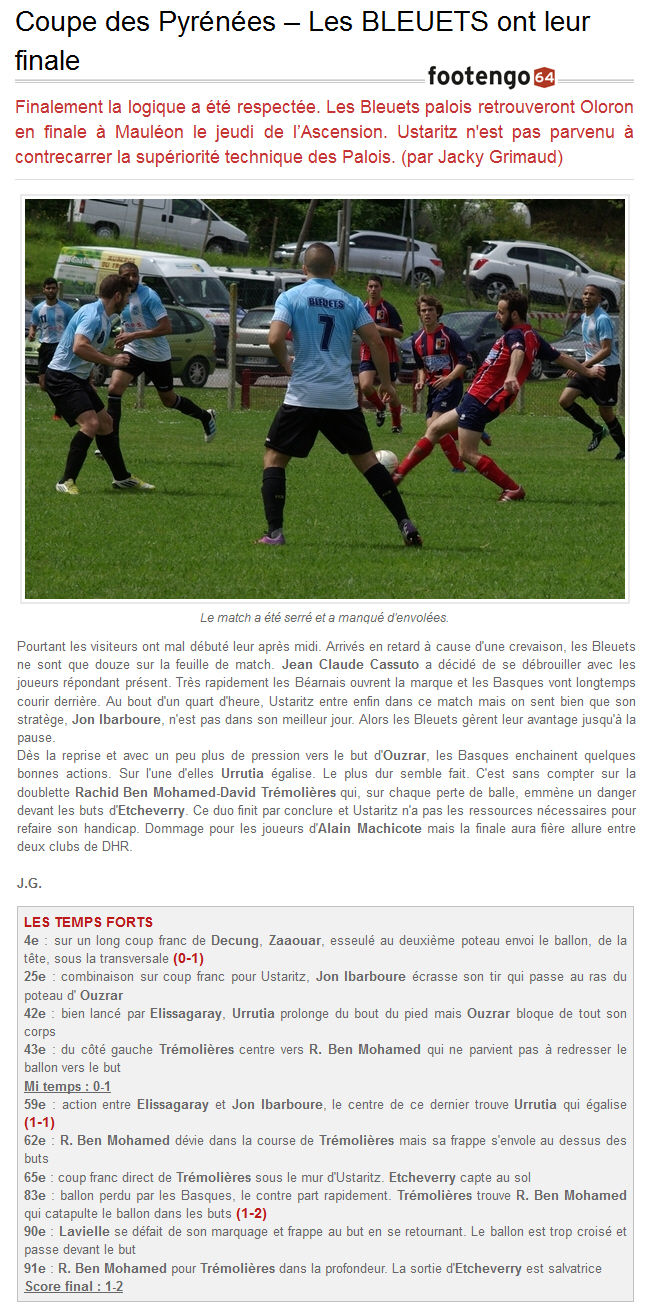 Coupe des Pyrénées – Les BLEUETS ont leur
finale
footengo 64
Finalement la logique a été respectée. Les Bleuets palois retrouveront Oloron
en finale à Mauléon le jeudi de l'Ascension. Ustaritz n'est pas parvenu à
contrecarrer la supériorité technique des Palois. (par Jacky Grimaud)
BLEUETS
7
Le match a été serré et a manqué d'envolées.
Pourtant les visiteurs ont mal débuté leur après midi. Arrivés en retard à cause d'une crevaison, les Bleuets
ne sont que douze sur la feuille de match. Jean Claude Cassuto a décidé de se débrouiller avec les
joueurs répondant présent. Très rapidement les Béarnais ouvrent la marque et les Basques vont longtemps
courir derrière. Au bout d'un quart d'heure, Ustaritz entre enfin dans ce match mais on sent bien que son
stratège, Jon Ibarboure, n'est pas dans son meilleur jour. Alors les Bleuets gèrent leur avantage jusqu'à la
pause.
Dès la reprise et avec un peu plus de pression vers le but d'Ouzrar, les Basques enchainent quelques
bonnes actions. Sur l'une d'elles Urrutia égalise. Le plus dur semble fait. C'est sans compter sur la
doublette Rachid Ben Mohamed-David Trémolières qui, sur chaque perte de balle, emmène un danger
devant les buts d'Etcheverry. Ce duo finit par conclure et Ustaritz n'a pas les ressources nécessaires pour
refaire son handicap. Dommage pour les joueurs d'Alain Machicote mais la finale aura fière allure entre
deux clubs de DHR.
J.G.
LES TEMPS FORTS
4e : sur un long coup franc de Decung, Zaaouar, esseulé au deuxième poteau envoi le ballon, de la
tête, sous la transversale (0-1)
25e : combinaison sur coup franc pour Ustaritz, Jon Ibarboure écrasse son tir qui passe au ras du
poteau d' Ouzrar
42e : bien lancé par Elissagaray, Urrutia prolonge du bout du pied mais Ouzrar bloque de tout son
corps
43e : du côté gauche Trémolières centre vers R. Ben Mohamed qui ne parvient pas à redresser le
ballon vers le but
Mi temps : 0-1
59e : action entre Elissagaray et Jon Ibarboure, le centre de ce dernier trouve Urrutia qui égalise
(1-1)
62e : R. Ben Mohamed dévie dans la course de Trémolières mais sa frappe s'envole au dessus des
buts
65e : coup franc direct de Trémolières sous le mur d'Ustaritz. Etcheverry capte au sol
83e : ballon perdu par les Basques, le contre part rapidement. Trémolières trouve R. Ben Mohamed
qui catapulte le ballon dans les buts (1-2)
90e : Lavielle se défait de son marquage et frappe au but en se retournant. Le ballon est trop croisé et
passe devant le but
91e : R. Ben Mohamed pour Trémolières dans la profondeur. La sortie d'Etcheverry est salvatrice
Score final : 1-2